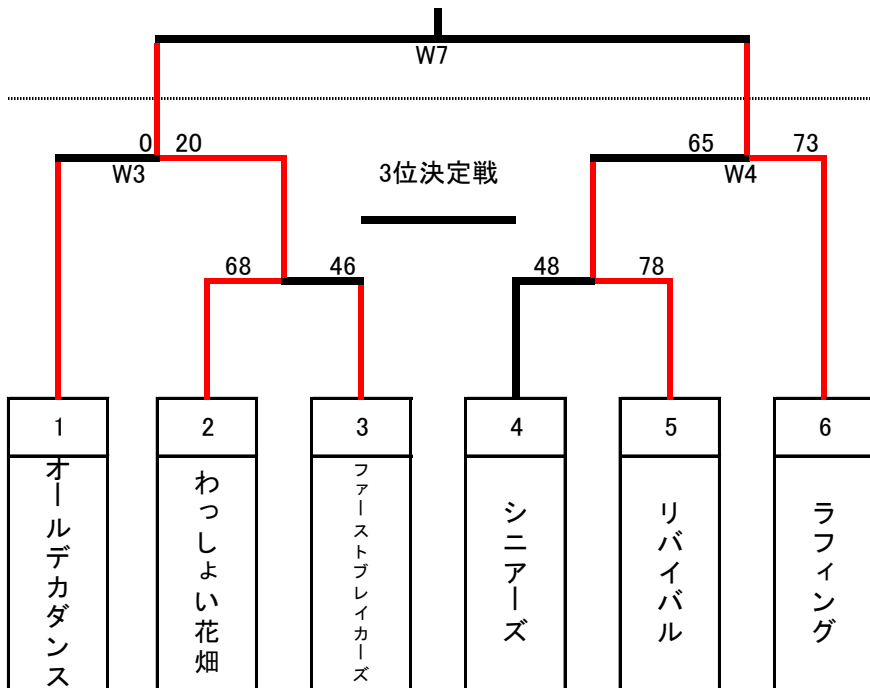 W7
0 20
65 73
W3
3位決定戦
W4
68 46
48 78
1 2 3 4 5 6
オールデカダンス
わっしょい花畑
ファーストブレイカーズ
シニアーズ
リバイバル
ラフィング